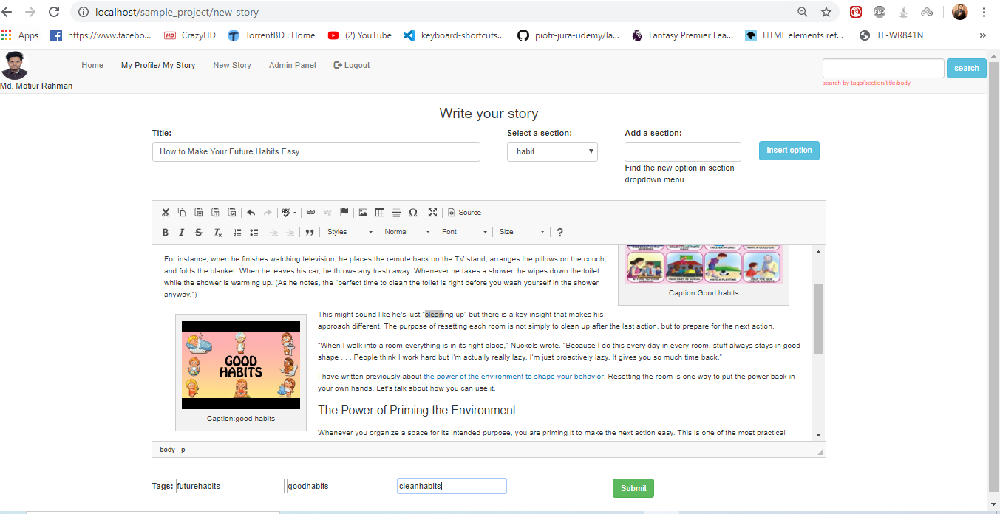 localhost/sample_project/new-story
ABP
Apps
https://www.facebo...
HD
CrazyHD
TorrentBD : Home
(2) YouTube
keyboard-shortcuts...
piotr-jura-udemy/la...
Fantasy Premier Lea...
HTML elements ref...
TL-WR841N
»
Home
My Profile/ My Story
New Story
Admin Panel
Logout
search
Md. Motiur Rahman
search by tags/section/title/body
Write your story
Title:
Select a section:
Add a section:
How to Make Your Future Habits Easy
habit
Insert option
Find the new option in section
dropdown menu
ABC
Ω
Source
B I S Tx
Styles
Normal
Font
Size
?
TAKE BATH DAILY
HAVE A GOOD DIET
HAVE A PLAYTIME
Caption:Good habits
For instance, when he finishes watching television, he places the remote back on the TV stand, arranges the pillows on the couch,
and folds the blanket. When he leaves his car, he throws any trash away. Whenever he takes a shower, he wipes down the toilet
while the shower is warming up. (As he notes, the “perfect time to clean the toilet is right before you wash yourself in the shower
anyway.”)
This might sound like he's just “cleaning up” but there is a key insight that makes his
approach different. The purpose of resetting each room is not simply to clean up after the last action, but to prepare for the next action.
GOOD
HABITS
Caption:good habits
“When I walk into a room everything is in its right place,” Nuckols wrote. “Because I do this every day in every room, stuff always stays in good
shape . . . People think I work hard but I'm actually really lazy. I'm just proactively lazy. It gives you so much time back.”
I have written previously about the power of the environment to shape your behavior. Resetting the room is one way to put the power back in
your own hands. Let's talk about how you can use it.
The Power of Priming the Environment
Whenever you organize a space for its intended purpose, you are priming it to make the next action easy. This is one of the most practical
body p
Tags:
futurehabits
goodhabits
cleanhabits
Submit